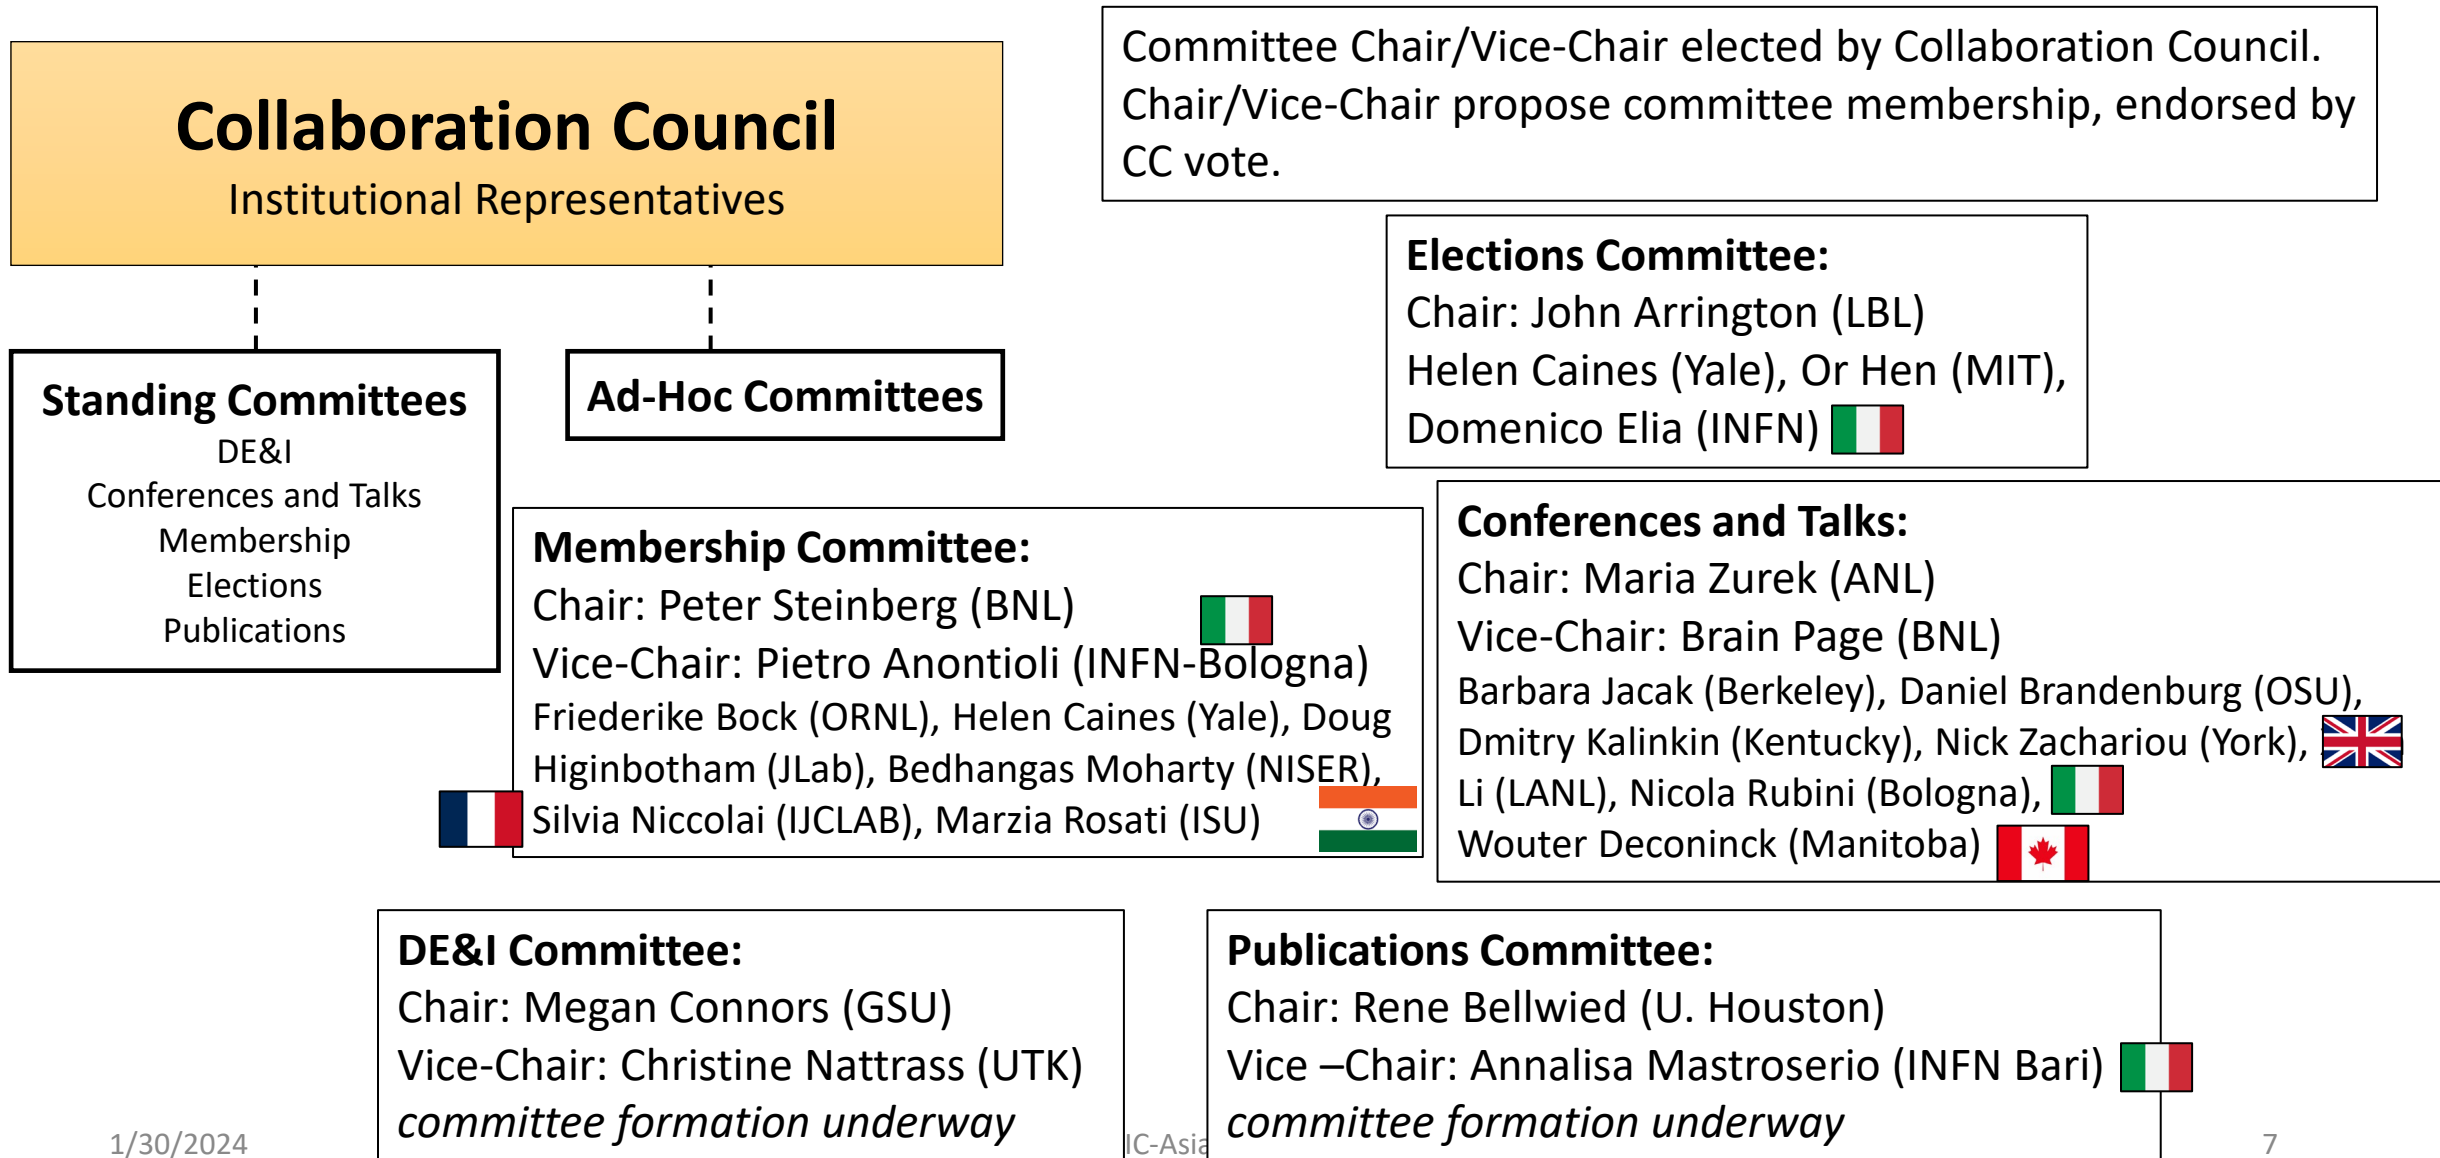 Collaboration Council
Institutional Representatives
Committee Chair/Vice-Chair elected by Collaboration Council.
Chair/Vice-Chair propose committee membership, endorsed by
CC vote.
Standing Committees
DE&I
Conferences and Talks
Membership
Elections
Publications
Ad-Hoc Committees
Elections Committee:
Chair: John Arrington (LBL)
Helen Caines (Yale), Or Hen (MIT),
Domenico Elia (INFN)
Membership Committee:
Chair: Peter Steinberg (BNL)
Vice-Chair: Pietro Anontioli (INFN-Bologna)
Friederike Bock (ORNL), Helen Caines (Yale), Doug
Higinbotham (JLab), Bedhangas Moharty (NISER),
Silvia Niccolai (IJCLAB), Marzia Rosati (ISU)
Conferences and Talks:
Chair: Maria Zurek (ANL)
Vice-Chair: Brain Page (BNL)
Barbara Jacak (Berkeley), Daniel Brandenburg (OSU),
Dmitry Kalinkin (Kentucky), Nick Zachariou (York),
Li (LANL), Nicola Rubini (Bologna),
Wouter Deconinck (Manitoba)
DE&I Committee:
Chair: Megan Connors (GSU)
Vice-Chair: Christine Nattrass (UTK)
committee formation underway
Publications Committee:
Chair: Rene Bellwied (U. Houston)
Vice –Chair: Annalisa Mastroserio (INFN Bari)
committee formation underway
1/30/2024
IC-Asia
7